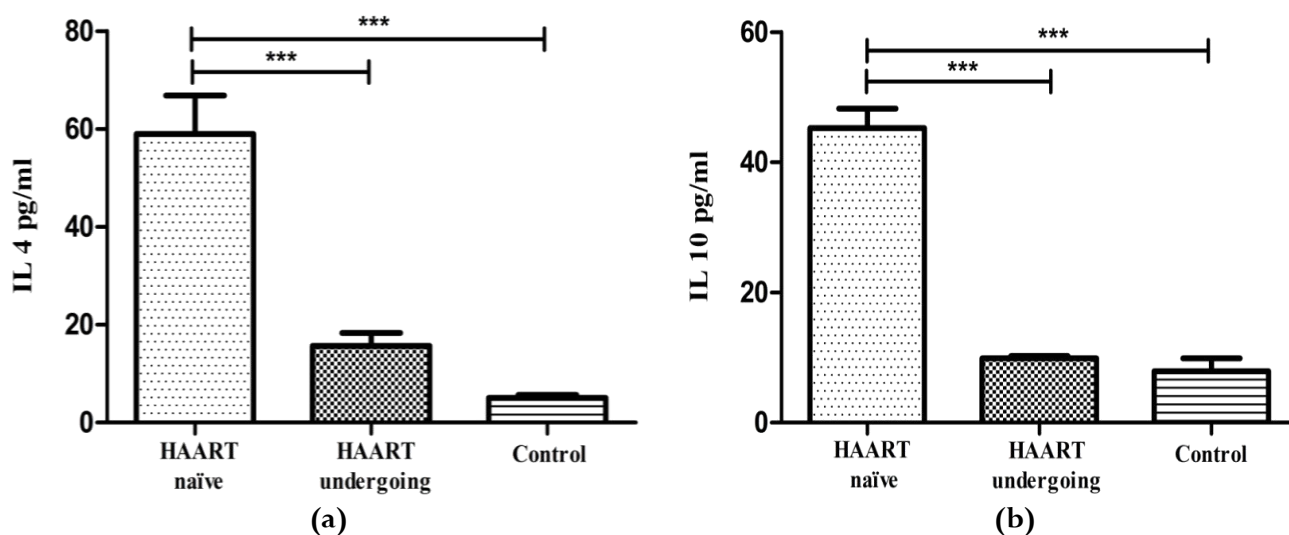 80
60
40
20
0
IL 4 pg/ml
***
***
HAART
naïve
HAART
undergoing
Control
(a)
60
40
20
0
IL 10 pg/ml
***
***
HAART
naïve
HAART
undergoing
Control
(b)